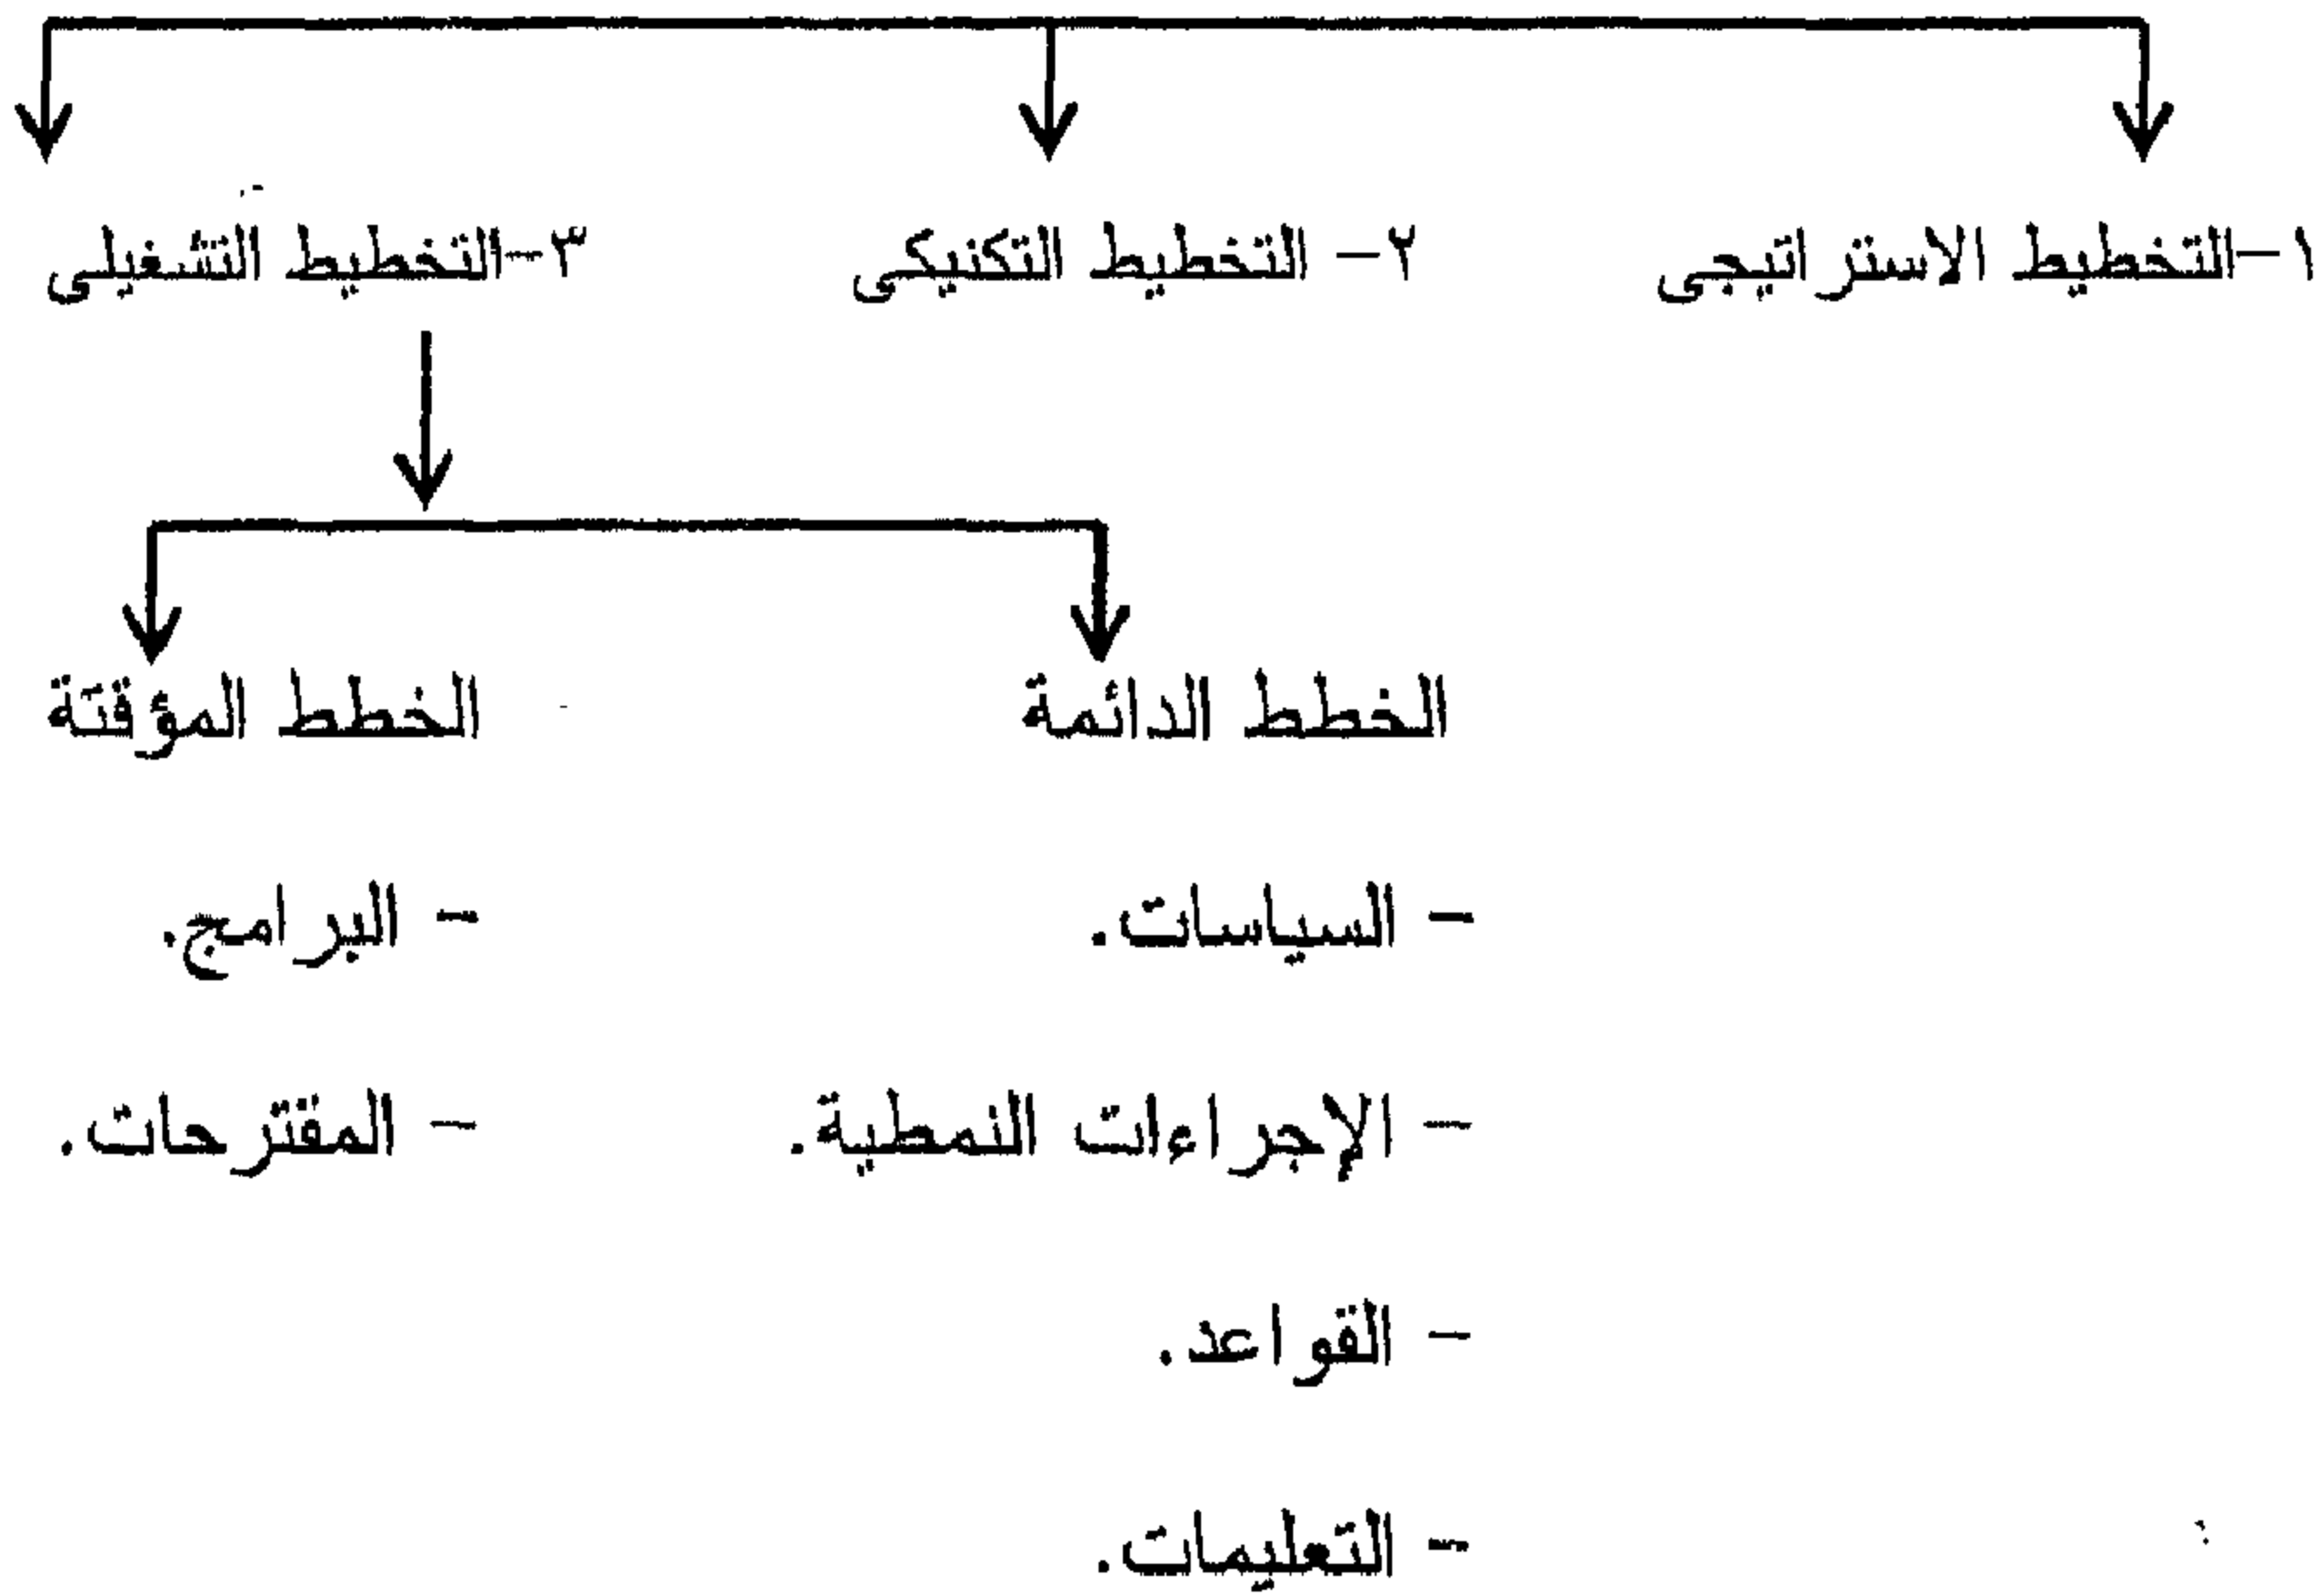 ١-التخطيط الاستراتيجى ٢- التخطيط التكنيكى ٣-التخطيط التشغيلى
الخطط الدائمة الخطط المؤقتة
- السياسات. - البرامج.
- الإجراءات النمطية. - المقترحات.
- القواعد.
- التعليمات.